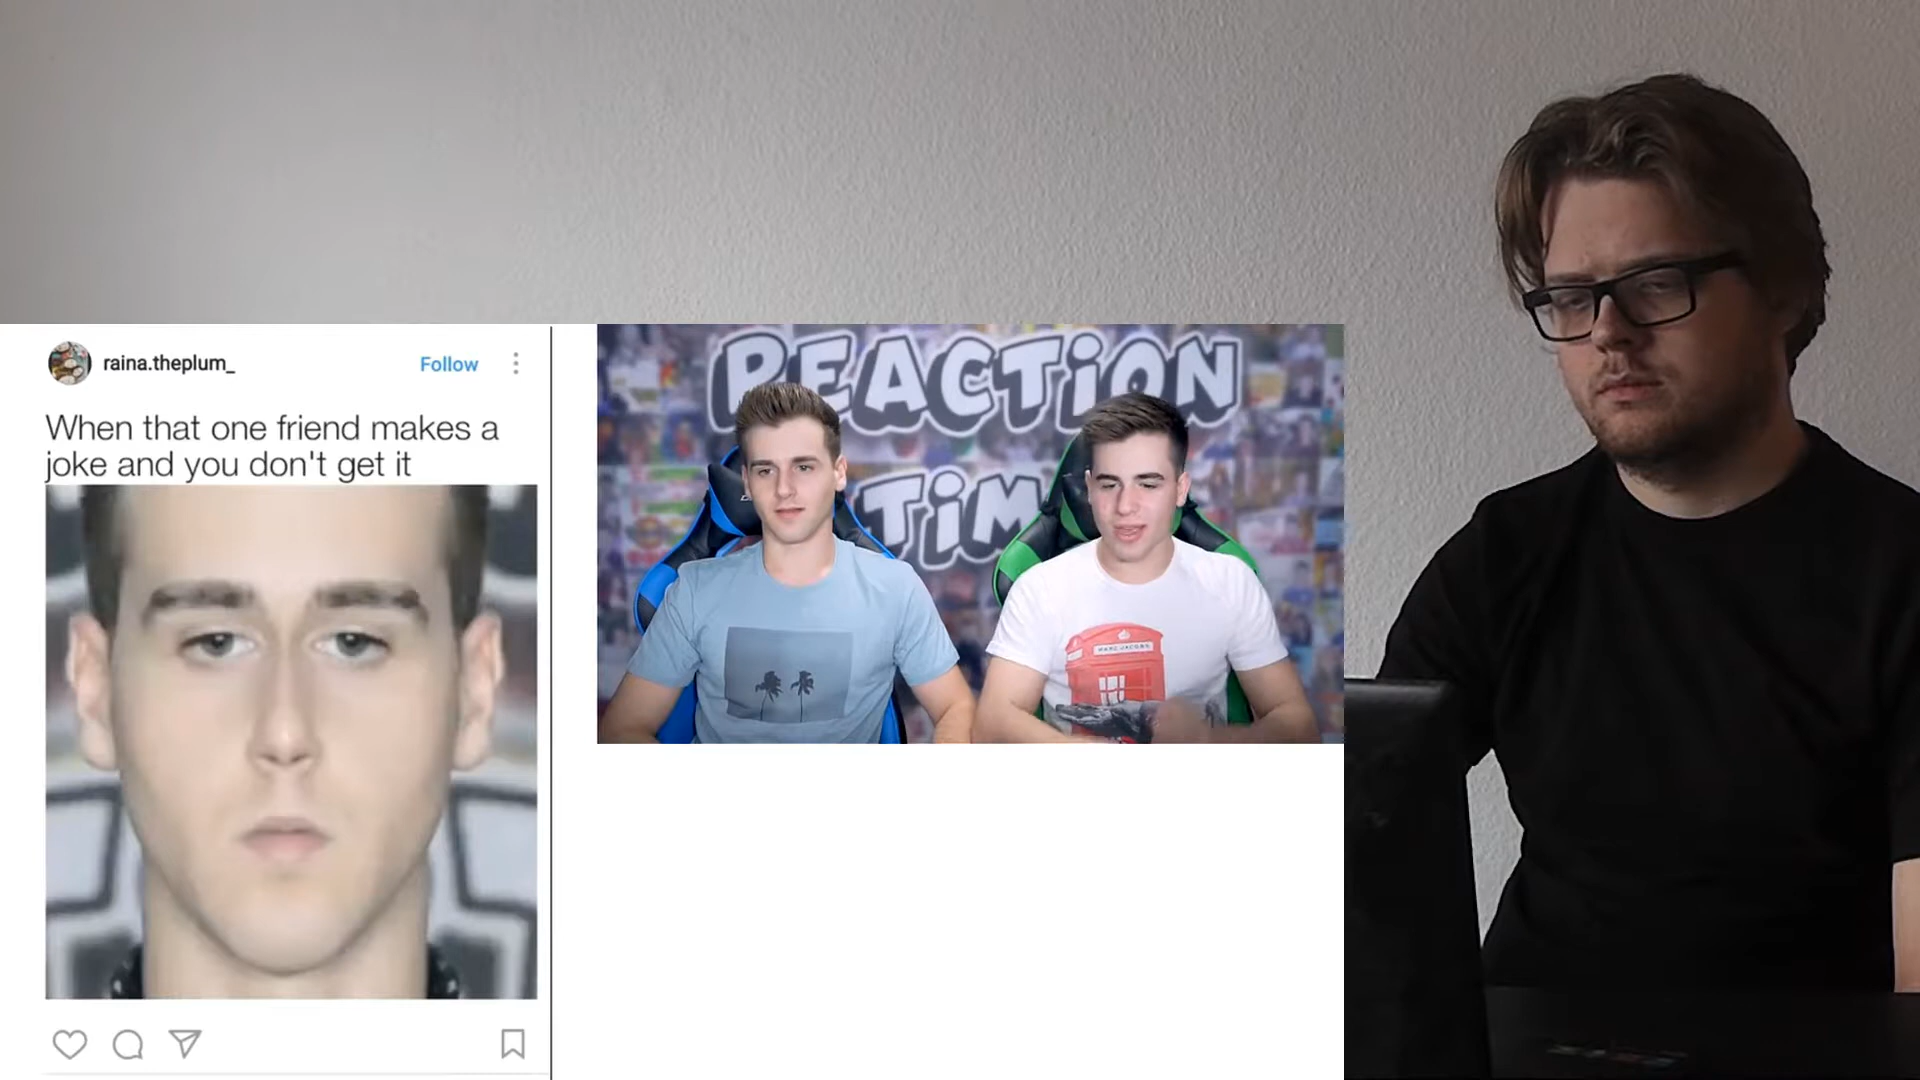 raina.theplum_
Follow
When that one friend makes a
joke and you don't get it
REACTION
TIM
MARC JACOBS